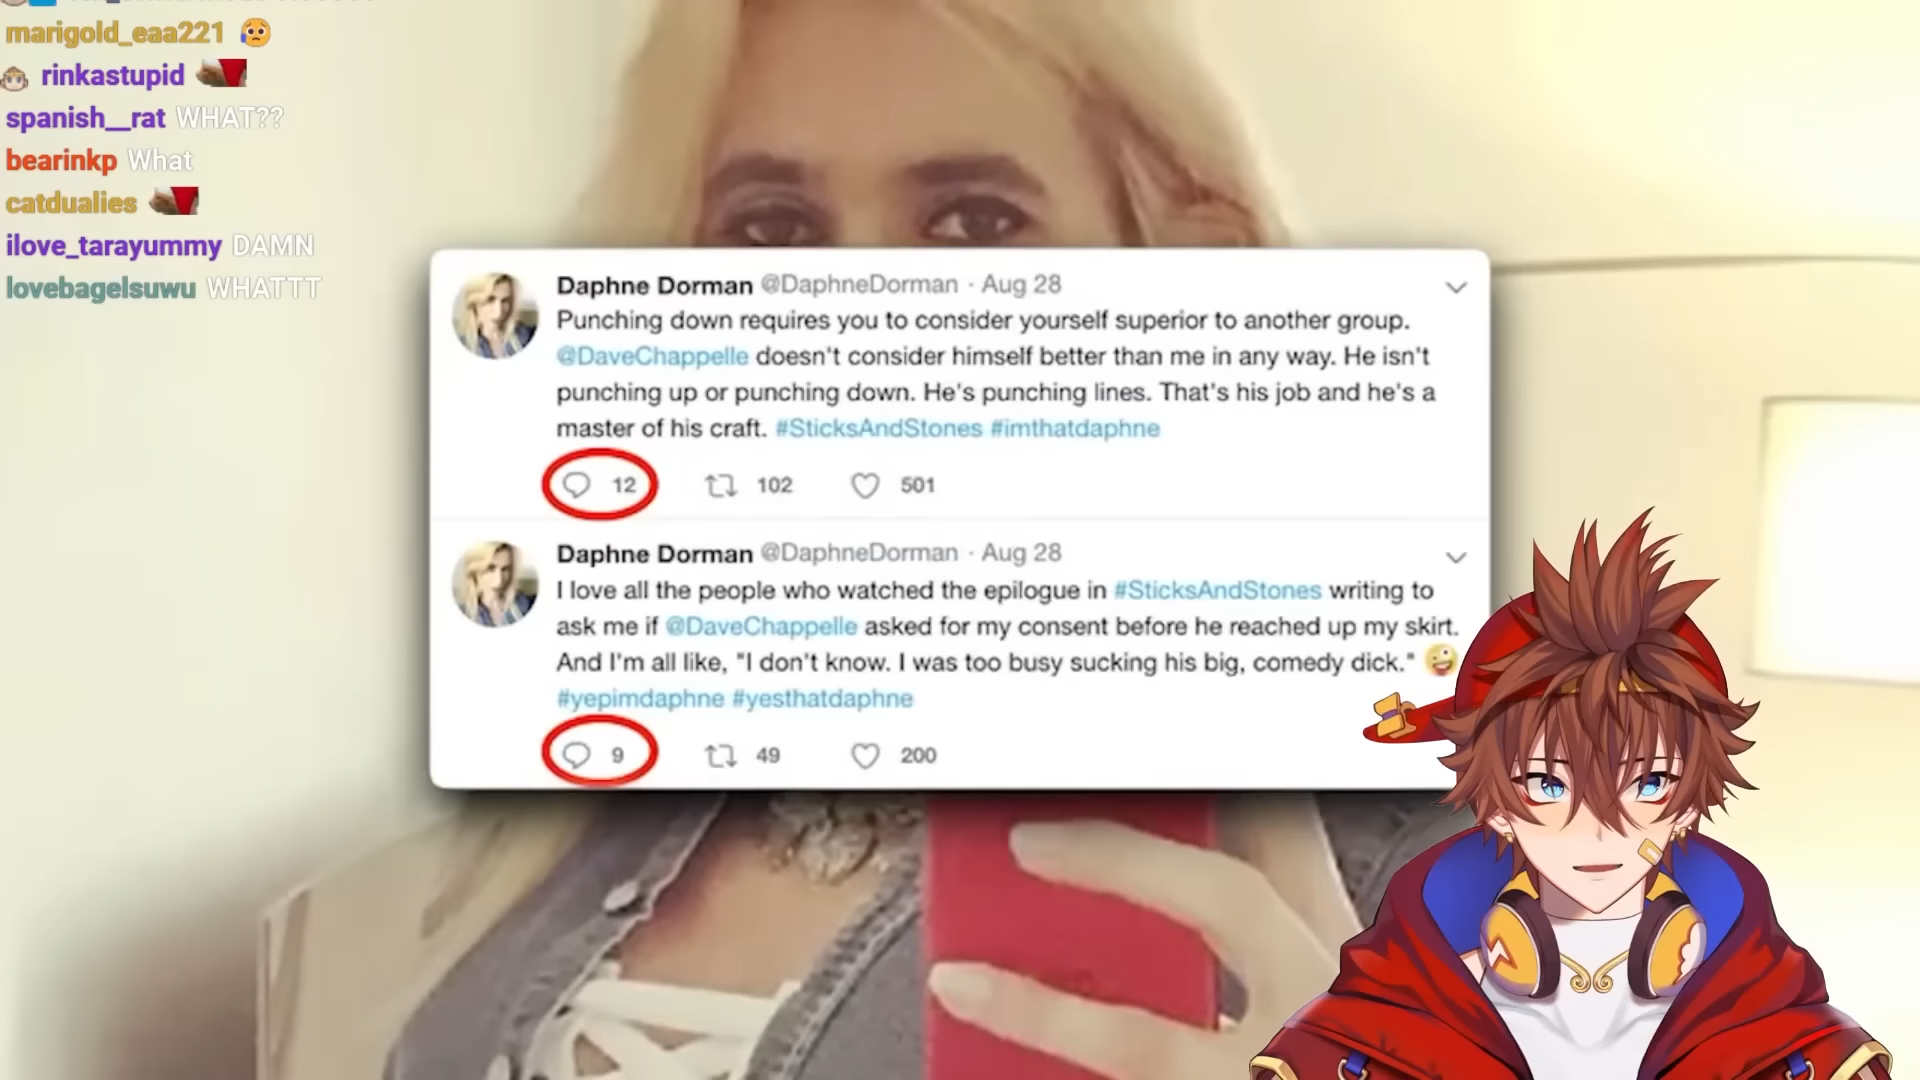 marigold_eaa221
rinkastupid
spanish__rat WHAT??
bearinkp What
catdualies
ilove_tarayummy DAMN
lovebagelsuwu WHATTT
Daphne Dorman @DaphneDorman · Aug 28
Punching down requires you to consider yourself superior to another group.
@DaveChappelle doesn't consider himself better than me in any way. He isn't
punching up or punching down. He's punching lines. That's his job and he's a
master of his craft. #SticksAndStones #imthatdaphne
12 102 501
Daphne Dorman @DaphneDorman · Aug 28
I love all the people who watched the epilogue in #SticksAndStones writing to
ask me if @DaveChappelle asked for my consent before he reached up my skirt.
And I'm all like, "I don't know. I was too busy sucking his big, comedy dick." 🤪
#yepimdaphne #yesthatdaphne
9 49 200